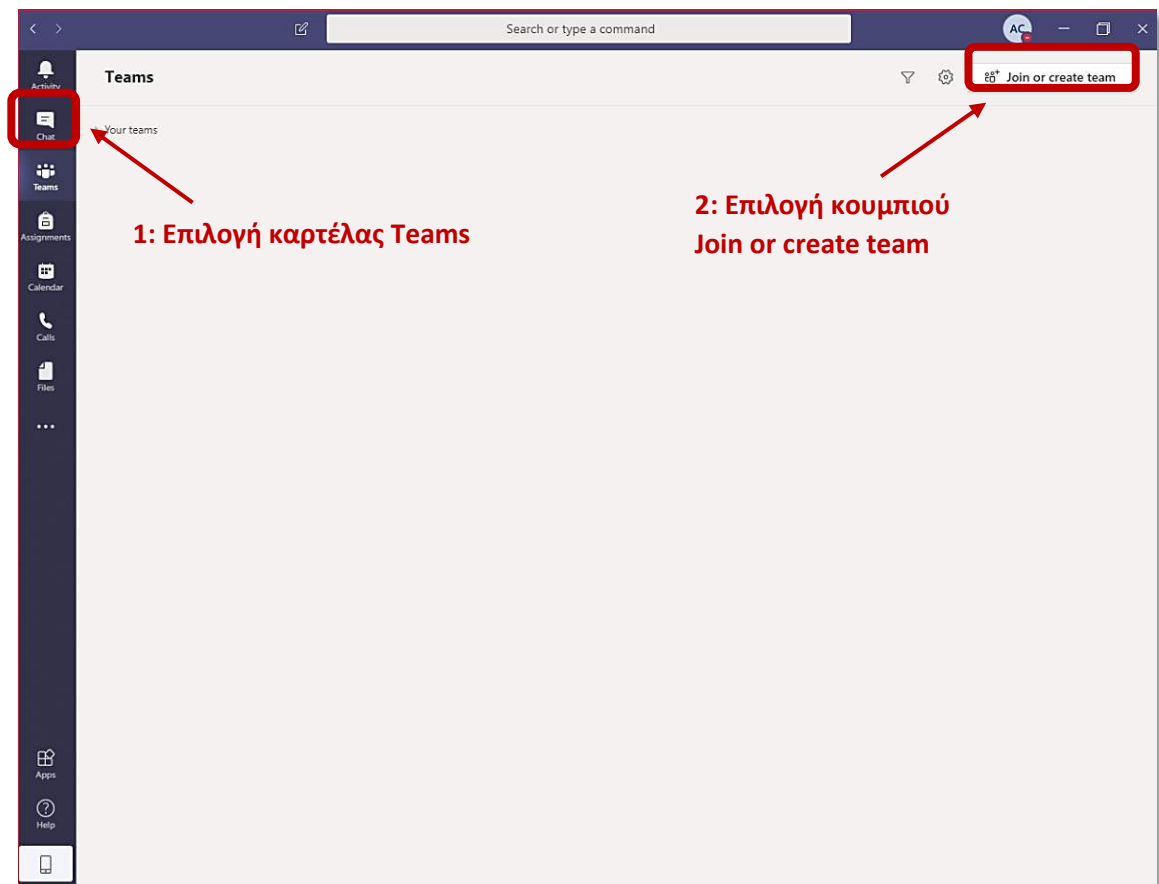 Search or type a command
AC
Activity
Teams
Join or create team
Chat
Your teams
Teams
Assignments
Calendar
Calls
Files
1: Επιλογή καρτέλας Teams
2: Επιλογή κουμπιού
Join or create team
Apps
Help